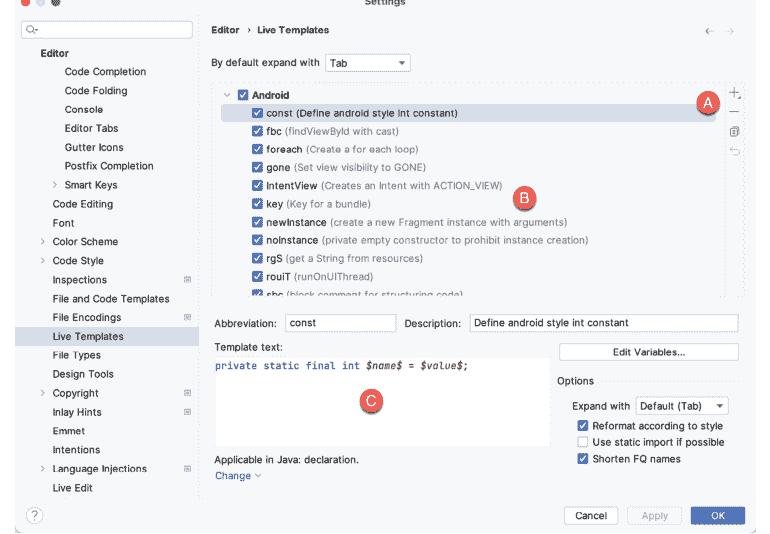 Settings
Editor › Live Templates
By default expand with Tab
Editor
Code Completion
Code Folding
Console
Editor Tabs
Gutter Icons
Postfix Completion
Smart Keys
Code Editing
Font
Color Scheme
Code Style
Inspections
File and Code Templates
File Encodings
Live Templates
File Types
Design Tools
Copyright
Inlay Hints
Emmet
Intentions
Language Injections
Live Edit
Android
const (Define android style int constant)
fbc (findViewById with cast)
foreach (Create a for each loop)
gone (Set view visibility to GONE)
IntentView (Creates an Intent with ACTION_VIEW)
key (Key for a bundle)
newInstance (create a new Fragment instance with arguments)
noInstance (private empty constructor to prohibit instance creation)
rgS (get a String from resources)
rouiT (runOnUIThread)
sbc (block comment for structuring code)
A
B
Abbreviation: const Description: Define android style int constant
Template text:
private static final int $name$ = $value$;
C
Applicable in Java: declaration.
Change
Edit Variables...
Options
Expand with Default (Tab)
Reformat according to style
Use static import if possible
Shorten FQ names
?
Cancel Apply OK